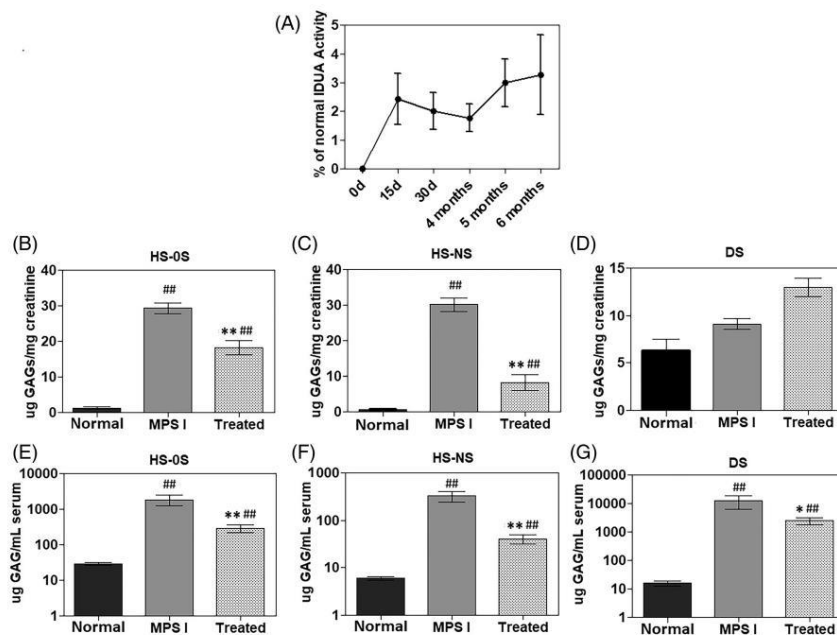 (A)
% of normal IDUA Activity
5
4
3
2
1
0
0d 15d 30d 4 months 5 months 6 months
(B) HS-0S
ug GAGs/mg creatinine
40
30
20
10
0
##
** ##
Normal MPS I Treated
(C) HS-NS
ug GAGs/mg creatinine
40
30
20
10
0
##
** ##
Normal MPS I Treated
(D) DS
ug GAGs/mg creatinine
15
10
5
0
Normal MPS I Treated
(E) HS-0S
ug GAG/mL serum
10000
1000
100
10
1
##
** ##
Normal MPS I Treated
(F) HS-NS
ug GAG/mL serum
1000
100
10
1
##
** ##
Normal MPS I Treated
(G) DS
ug GAG/mL serum
100000
10000
1000
100
10
1
##
* ##
Normal MPS I Treated